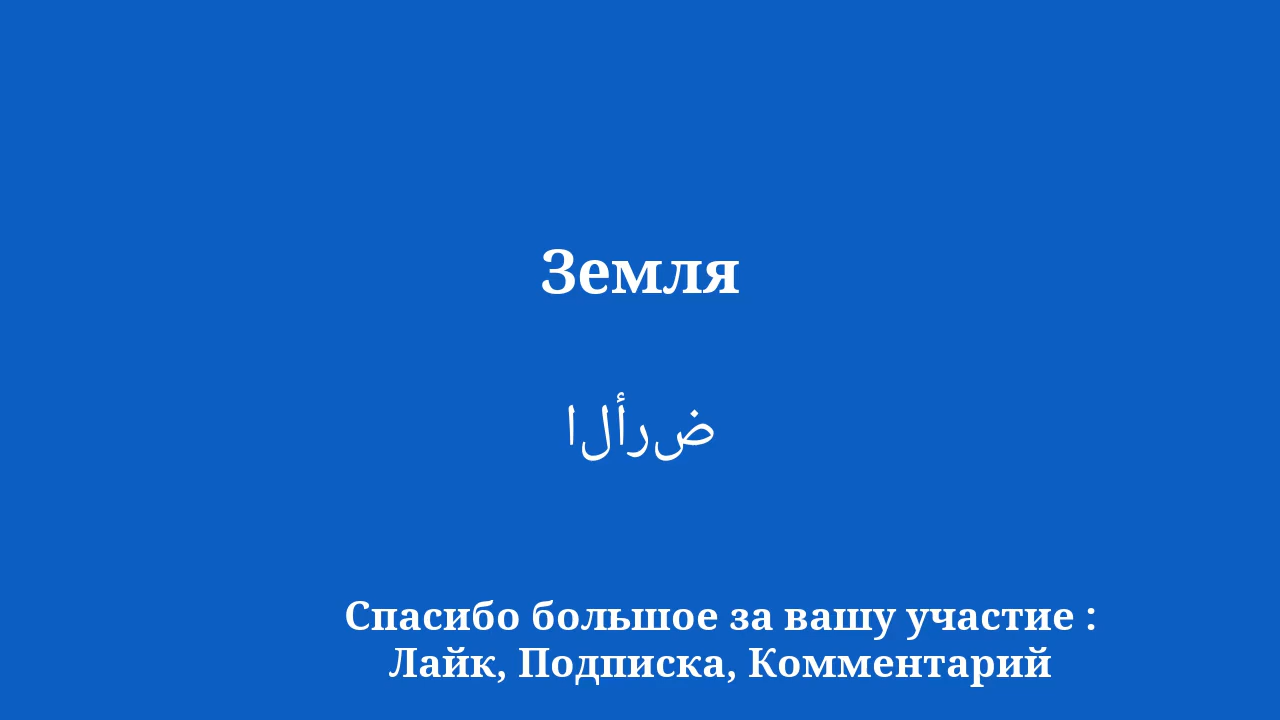 Земля
الأرض
Спасибо большое за вашу участие :
Лайк, Подписка, Комментарий